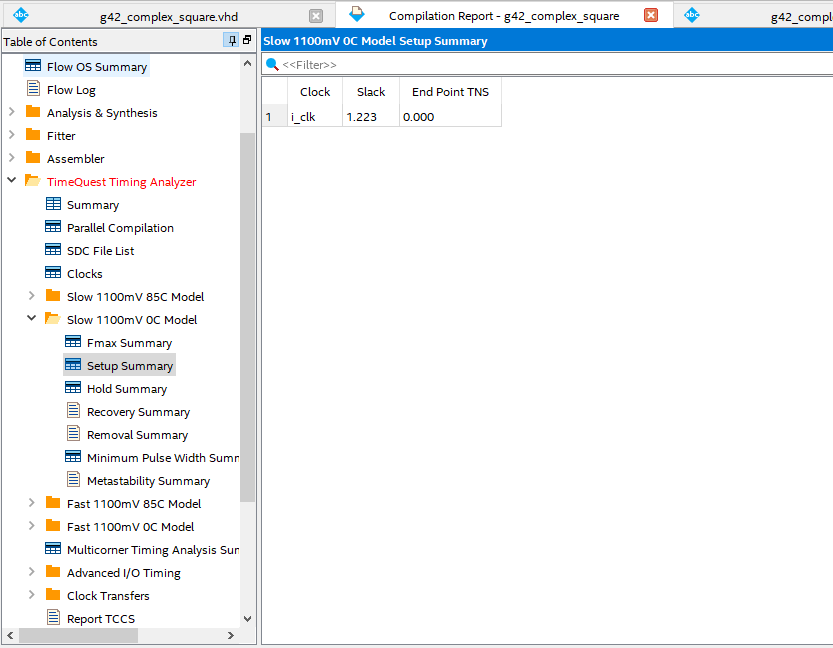 abc g42_complex_square.vhd Compilation Report - g42_complex_square abc g42_compl
Table of Contents
Flow OS Summary
Flow Log
Analysis & Synthesis
Fitter
Assembler
TimeQuest Timing Analyzer
Summary
Parallel Compilation
SDC File List
Clocks
Slow 1100mV 85C Model
Slow 1100mV 0C Model
Fmax Summary
Setup Summary
Hold Summary
Recovery Summary
Removal Summary
Minimum Pulse Width Summ
Metastability Summary
Fast 1100mV 85C Model
Fast 1100mV 0C Model
Multicorner Timing Analysis Sun
Advanced I/O Timing
Clock Transfers
Report TCCS
Slow 1100mV 0C Model Setup Summary
<<Filter>>
Clock Slack End Point TNS
1 i_clk 1.223 0.000